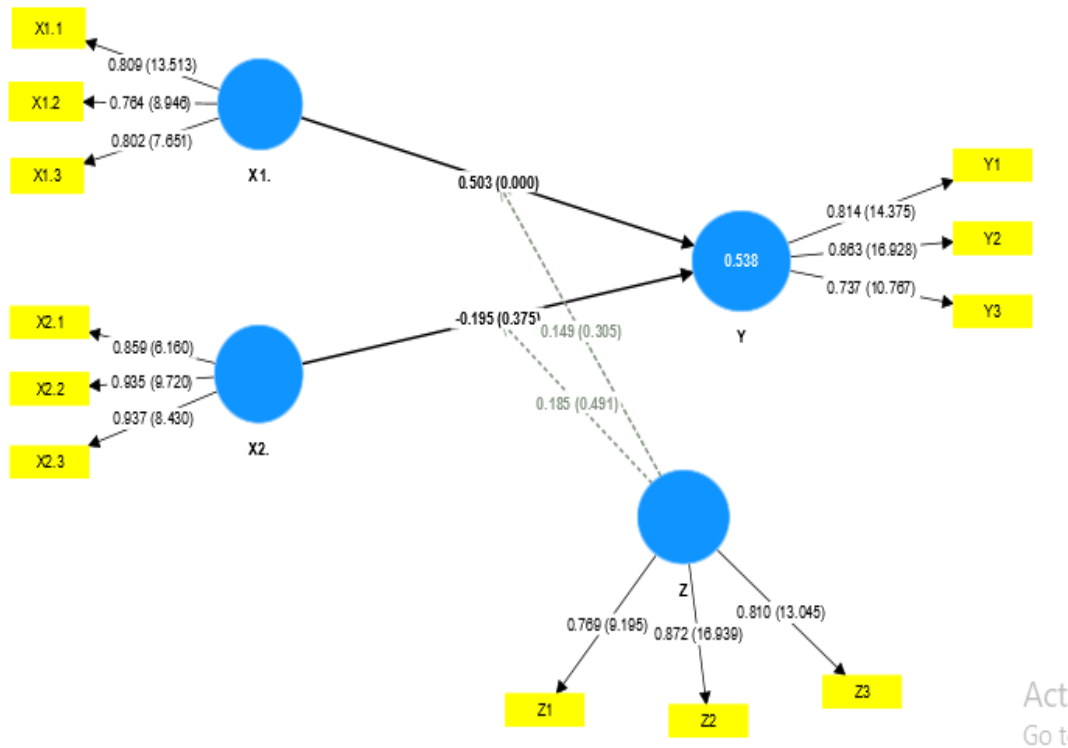 X1.1
0.809 (13.513)
X1.2
0.764 (8.946)
0.802 (7.651)
X1.3
X1.
0.503 (0.000)
Y1
0.814 (14.375)
Y2
0.863 (16.928)
0.538
0.737 (10.767)
Y3
Y
X2.1
-0.195 (0.375)
0.149 (0.305)
0.859 (6.160)
X2.2
0.935 (9.720)
0.185 (0.491)
0.937 (8.430)
X2.3
X2.
Z
0.769 (9.195)
0.872 (16.939)
0.810 (13.045)
Z1
Z2
Z3
Act
Go t